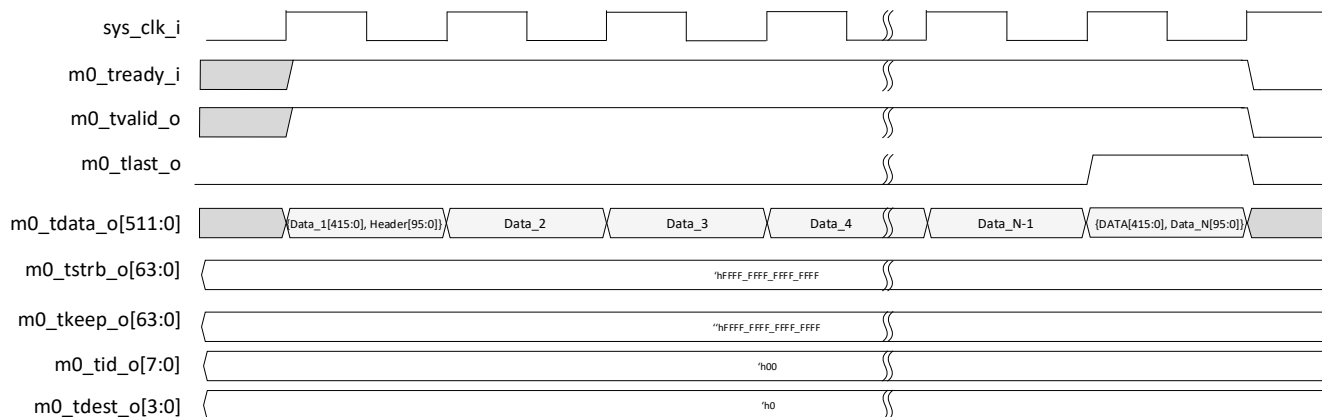 sys_clk_i
m0_tready_i
m0_tvalid_o
m0_tlast_o
m0_tdata_o[511:0] {Data_1[415:0], Header[95:0]} Data_2 Data_3 Data_4 Data_N-1 {DATA[415:0], Data_N[95:0]}
m0_tstrb_o[63:0] ‘hFFFF_FFFF_FFFF_FFFF
m0_tkeep_o[63:0] ‘’hFFFF_FFFF_FFFF_FFFF
m0_tid_o[7:0] ‘h00
m0_tdest_o[3:0] ‘h0